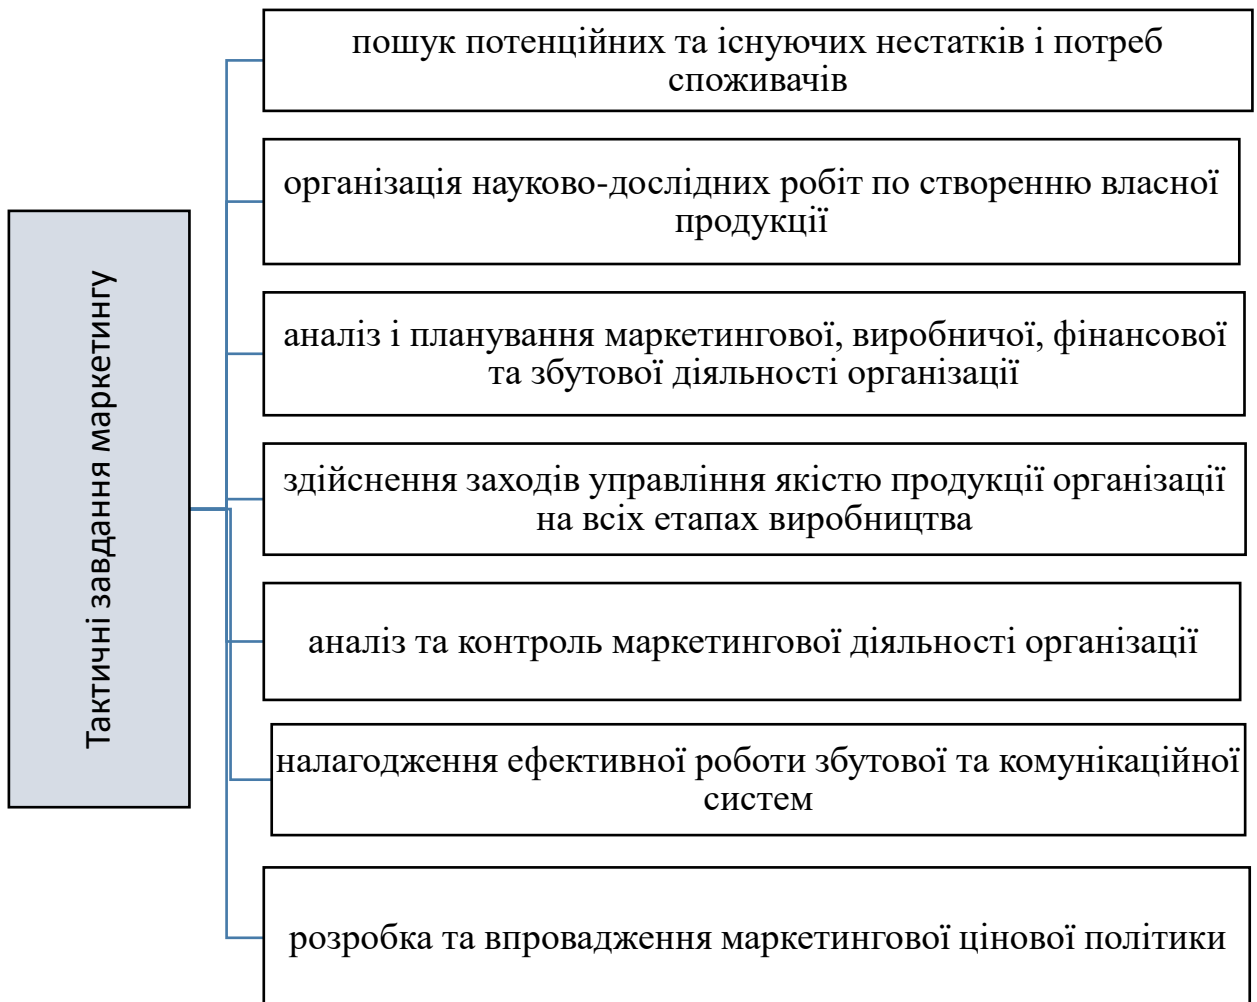 пошук потенційних та існуючих нестатків і потреб
споживачів
організація науково-дослідних робіт по створенню власної
продукції
Тактичні завдання маркетингу
аналіз і планування маркетингової, виробничої, фінансової
та збутової діяльності організації
здійснення заходів управління якістю продукції організації
на всіх етапах виробництва
аналіз та контроль маркетингової діяльності організації
налагодження ефективної роботи збутової та комунікаційної
систем
розробка та впровадження маркетингової цінової політики